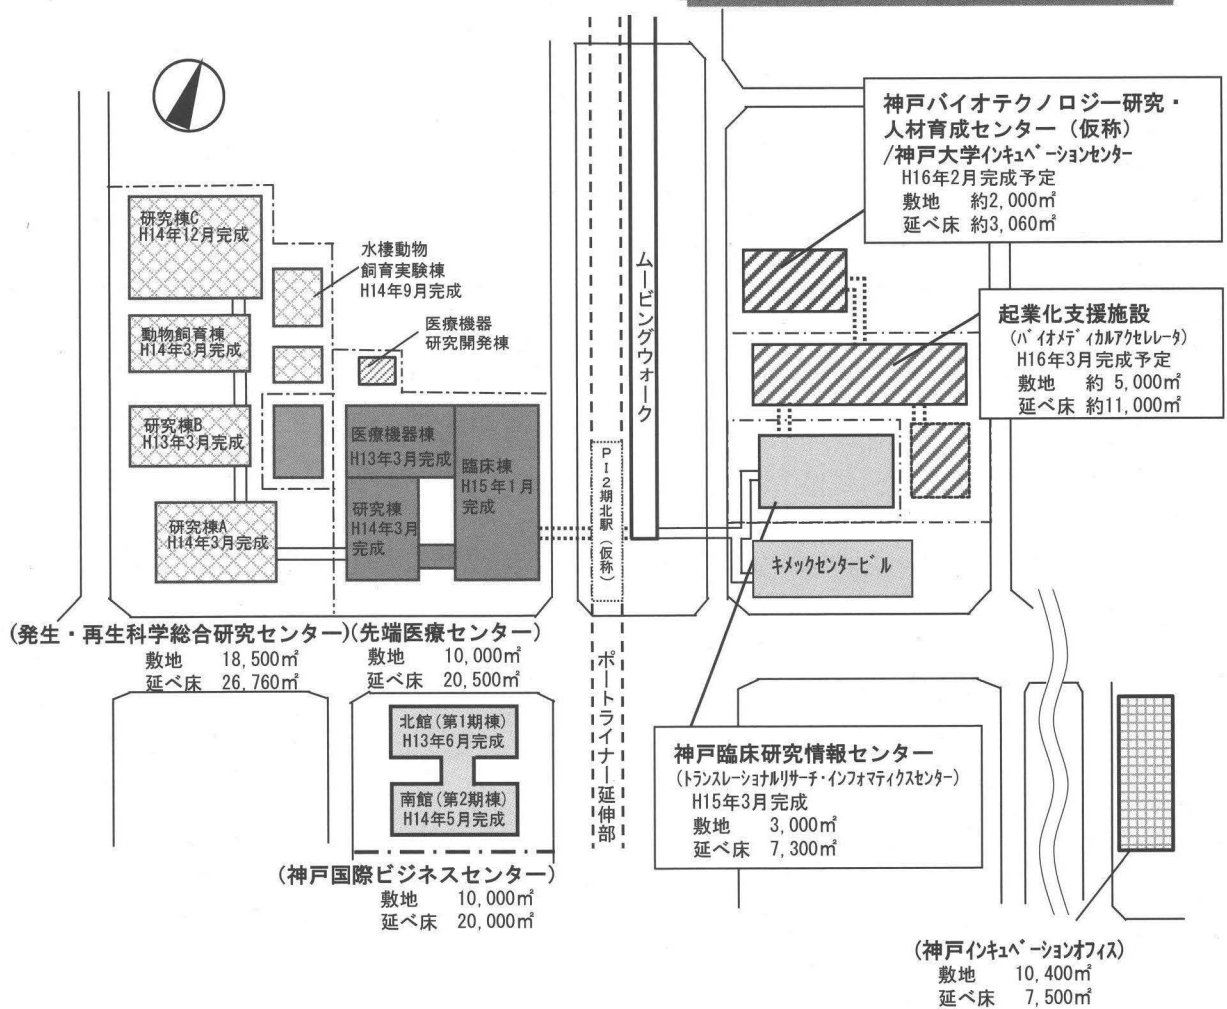 神戸バイオテクノロジー研究・
人材育成センター（仮称）
/神戸大学インキュベーションセンター
H16年2月完成予定
敷地 約2,000㎡
延べ床 約3,060㎡
研究棟C
H14年12月完成
水棲動物
飼育実験棟
H14年9月完成
ムービングウォーク
起業化支援施設
(バイオメディカルアクセレレータ)
H16年3月完成予定
敷地 約 5,000㎡
延べ床 約11,000㎡
動物飼育棟
H14年3月完成
医療機器
研究開発棟
研究棟B
H13年3月完成
医療機器棟
H13年3月完成
臨床棟
H15年1月
完成
研究棟
H14年3月
完成
PI2期北駅（仮称）
研究棟A
H14年3月完成
キメックセンタービル
(発生・再生科学総合研究センター)
敷地 18,500㎡
延べ床 26,760㎡
(先端医療センター)
敷地 10,000㎡
延べ床 20,500㎡
ポートライナー延伸部
北館(第1期棟)
H13年6月完成
南館(第2期棟)
H14年5月完成
(神戸国際ビジネスセンター)
敷地 10,000㎡
延べ床 20,000㎡
神戸臨床研究情報センター
(トランスレーショナルリサーチ・インフォマティクスセンター)
H15年3月完成
敷地 3,000㎡
延べ床 7,300㎡
(神戸インキュベーションオフィス)
敷地 10,400㎡
延べ床 7,500㎡